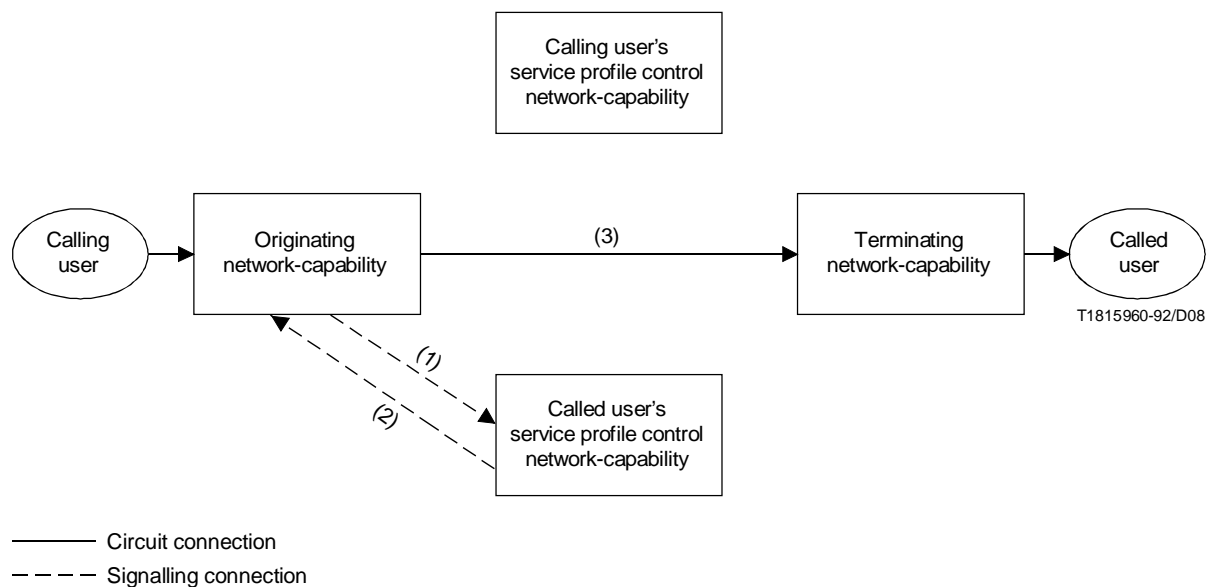 Calling user’s
service profile control
network-capability
Calling
user
Originating
network-capability
(3)
Terminating
network-capability
Called
user
T1815960-92/D08
(1)
(2)
Called user’s
service profile control
network-capability
Circuit connection
Signalling connection